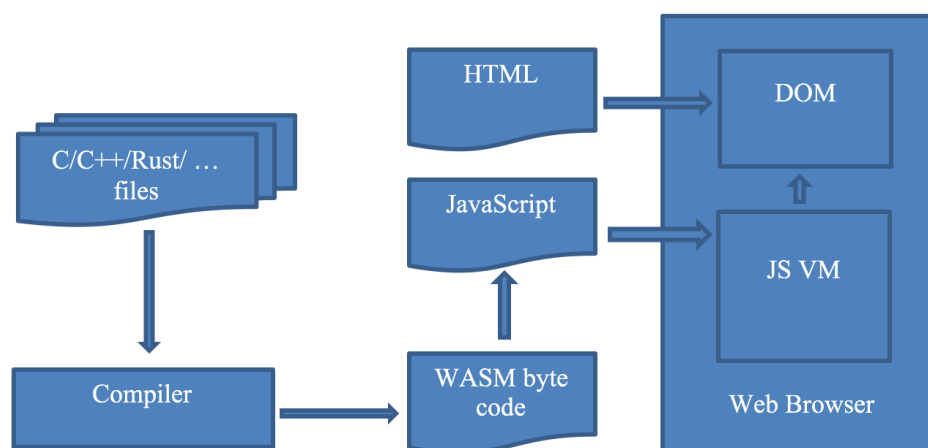 HTML
DOM
C/C++/Rust/ …
files
JavaScript
JS VM
Compiler
WASM byte
code
Web Browser